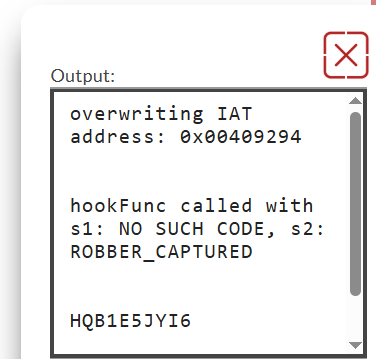 Output:
overwriting IAT
address: 0x00409294
hookFunc called with
s1: NO SUCH CODE, s2:
ROBBER_CAPTURED
HQB1E5JYI6